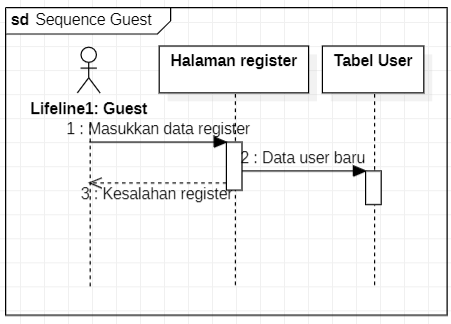 sd Sequence Guest
Halaman register
Tabel User
Lifeline1: Guest
1 : Masukkan data register
2 : Data user baru
3 : Kesalahan register